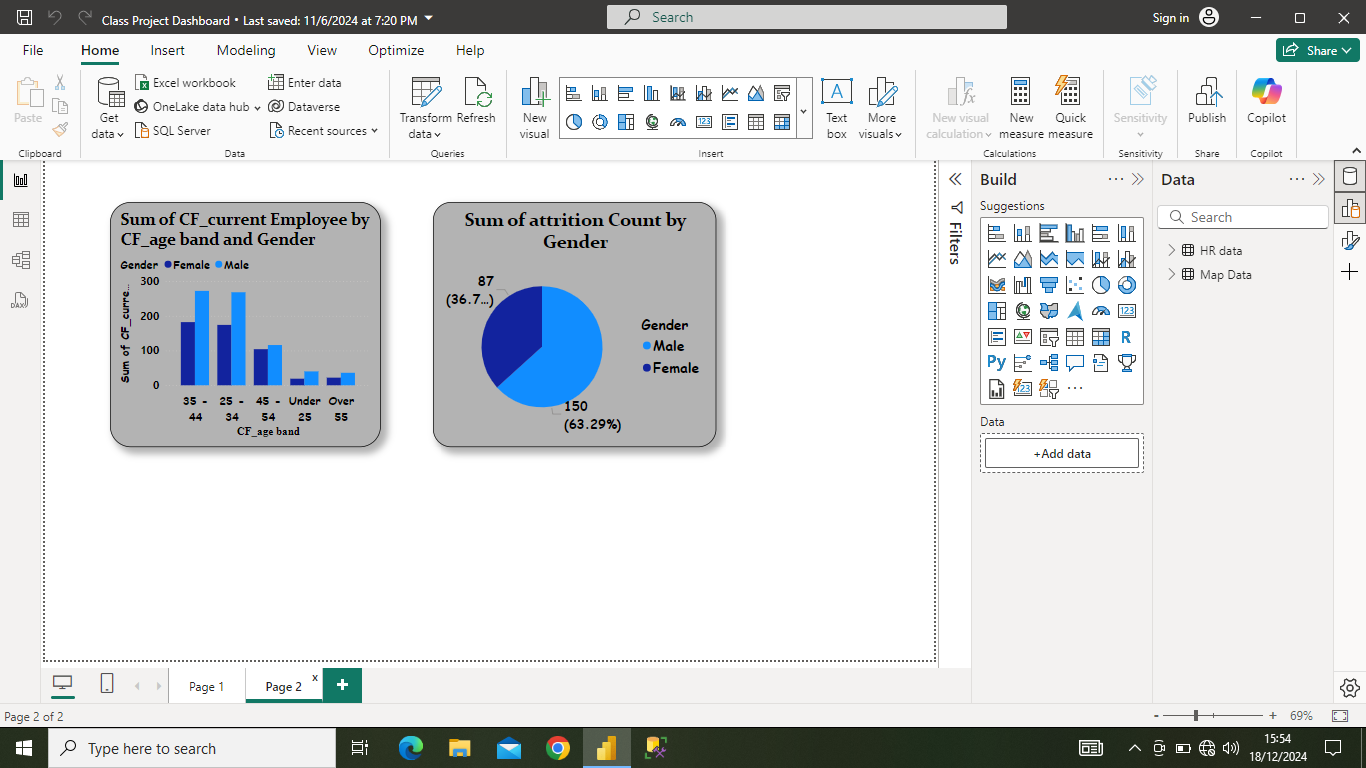 Class Project Dashboard • Last saved: 11/6/2024 at 7:20 PM
Search
Sign in
File
Home
Insert
Modeling
View
Optimize
Help
Share
Paste
Clipboard
Get data
Excel workbook
OneLake data hub
SQL Server
Enter data
Dataverse
Recent sources
Data
Transform data
Refresh
Queries
New visual
Text box
More visuals
Insert
New visual calculation
New measure
Quick measure
Calculations
Sensitivity
Sensitivity
Publish
Share
Copilot
Copilot
Sum of CF_current Employee by
CF_age band and Gender
Gender Female Male
Sum of CF_curre...
300
200
100
0
35 - 44
25 - 34
45 - 54
Under 25
Over 55
CF_age band
Sum of attrition Count by
Gender
87
(36.7...)
150
(63.29%)
Gender
Male
Female
Filters
Build
Suggestions
R
Py
123
Data
+Add data
Data
Search
HR data
Map Data
DAX
Page 1
Page 2
x
+
Page 2 of 2
- + 69%
Type here to search
15:54
18/12/2024